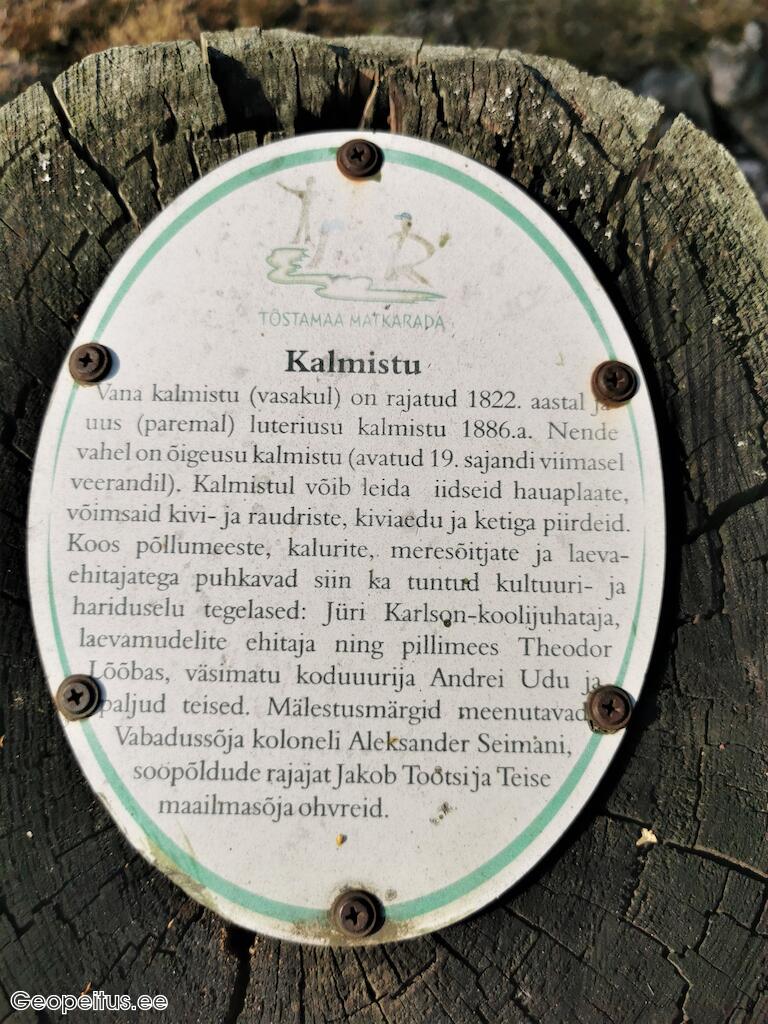 TÕSTAMAA MATKARADA
Kalmistu
Vana kalmistu (vasakul) on rajatud 1822. aastal ja
uus (paremal) luteriusu kalmistu 1886.a. Nende
vahel on õigeusu kalmistu (avatud 19. sajandi viimasel
veerandil). Kalmistul võib leida iidseid hauaplaate,
võimsaid kivi- ja raudriste, kiviaedu ja ketiga piirdeid.
Koos põllumeeste, kalurite, meresõitjate ja laeva-
ehitajatega puhkavad siin ka tuntud kultuuri- ja
hariduselu tegelased: Jüri Karlson-koolijuhataja,
laevamudelite ehitaja ning pillimees Theodor
Lõõbas, väsimatu koduuurija Andrei Udu ja
paljud teised. Mälestusmärgid meenutavad
Vabadussõja koloneli Aleksander Seimani,
soopõldude rajajat Jakob Tootsi ja Teise
maailmasõja ohvreid.
Geopeitus.ee